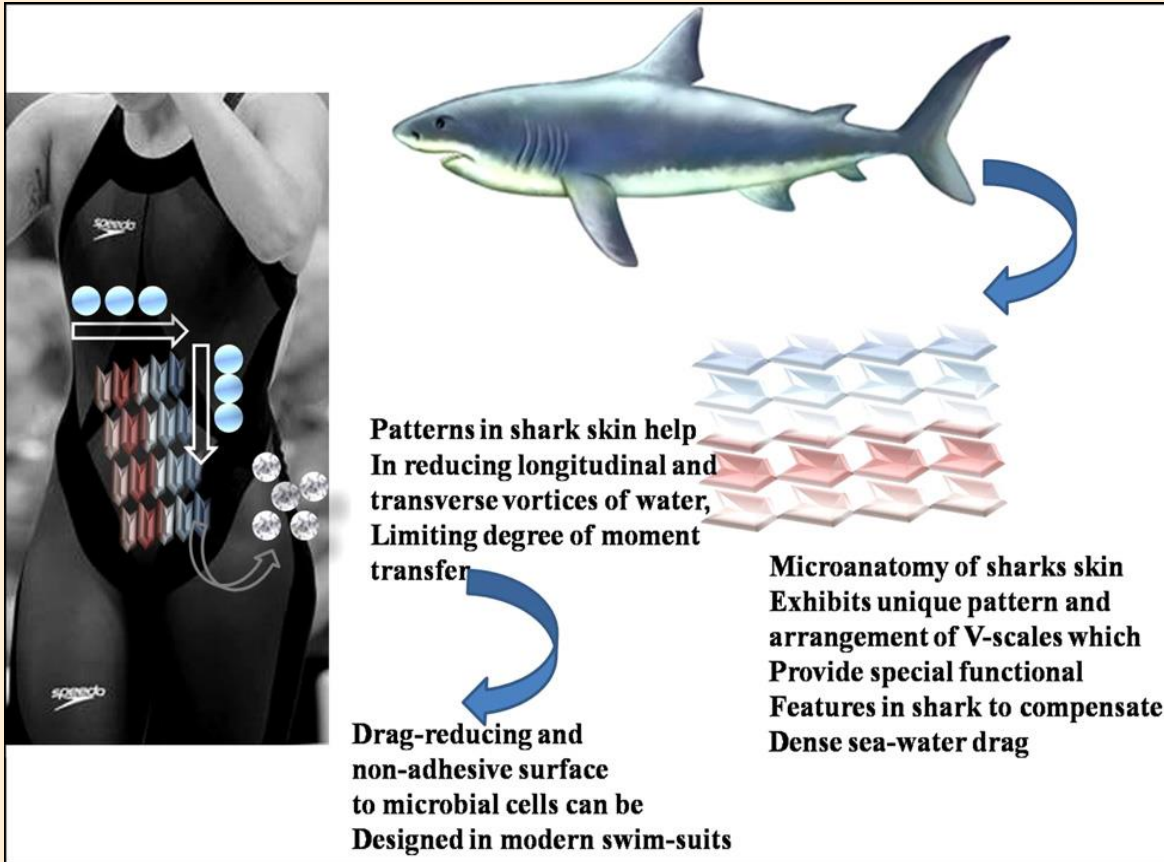 speedo
speedo
Patterns in shark skin help
In reducing longitudinal and
transverse vortices of water,
Limiting degree of moment
transfer
Microanatomy of sharks skin
Exhibits unique pattern and
arrangement of V-scales which
Provide special functional
Features in shark to compensate
Dense sea-water drag
Drag-reducing and
non-adhesive surface
to microbial cells can be
Designed in modern swim-suits